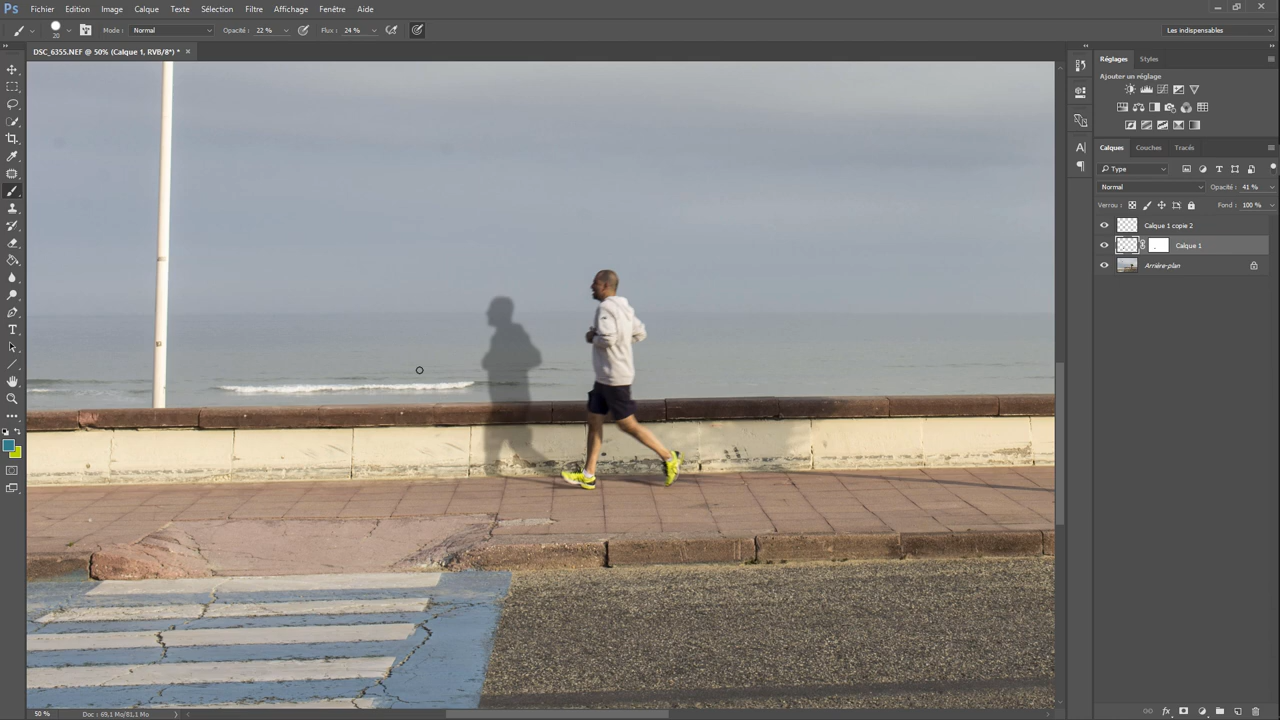 Ps Fichier Edition Image Calque Texte Sélection Filtre Affichage Fenêtre Aide
20 Mode : Normal Opacité : 22 % Flux : 24 % Les indispensables
DSC_6355.NEF @ 50% (Calque 1, RVB/8*) * ×
Réglages Styles
Ajouter un réglage
Calques Couches Tracés
Type
Normal Opacité : 41 %
Verrou : Fond : 100 %
Calque 1 copie 2
Calque 1
Arrière-plan
50 % Doc : 69,1 Mo/81,1 Mo